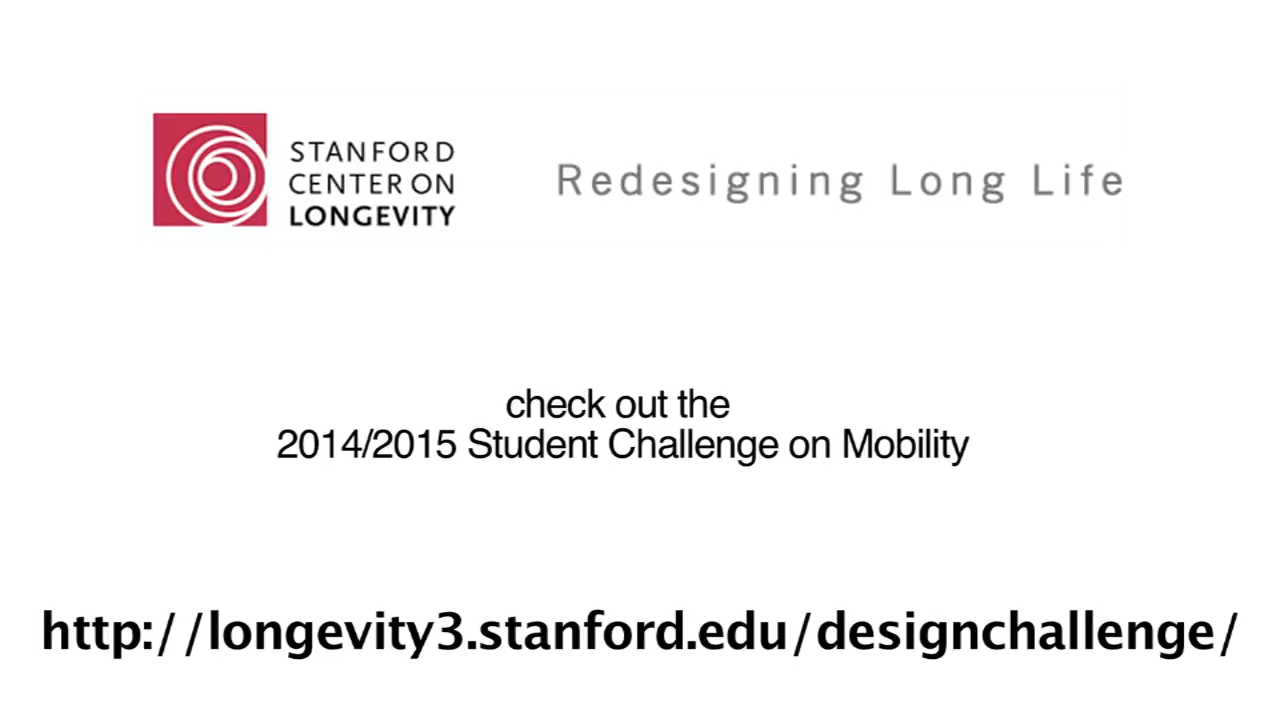 STANFORD
CENTER ON
LONGEVITY
Redesigning Long Life
check out the
2014/2015 Student Challenge on Mobility
http://longevity3.stanford.edu/designchallenge/